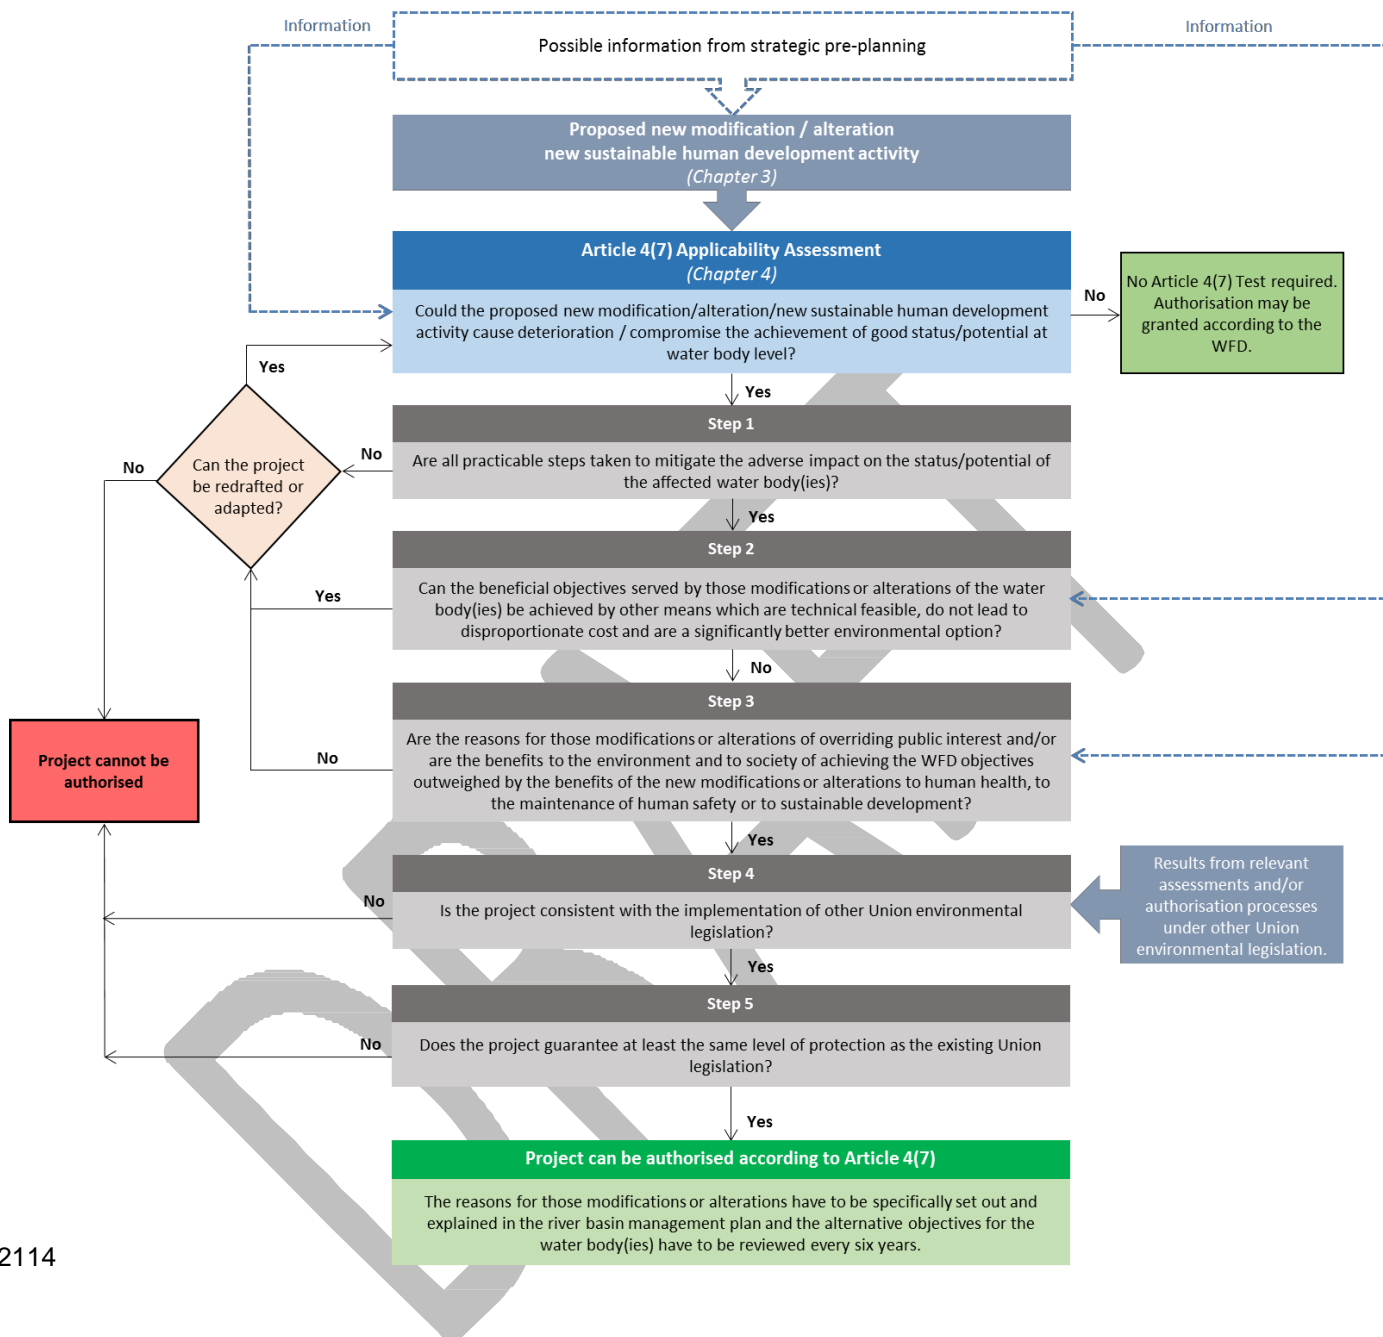 Information
Possible information from strategic pre-planning
Information
Proposed new modification / alteration
new sustainable human development activity
(Chapter 3)
Article 4(7) Applicability Assessment
(Chapter 4)
Could the proposed new modification/alteration/new sustainable human development
activity cause deterioration / compromise the achievement of good status/potential at
water body level?
No
No Article 4(7) Test required.
Authorisation may be
granted according to the
WFD.
Yes
Yes
Step 1
Are all practicable steps taken to mitigate the adverse impact on the status/potential of
the affected water body(ies)?
No
Can the project
be redrafted or
adapted?
No
Yes
Step 2
Can the beneficial objectives served by those modifications or alterations of the water
body(ies) be achieved by other means which are technical feasible, do not lead to
disproportionate cost and are a significantly better environmental option?
Yes
No
Step 3
Are the reasons for those modifications or alterations of overriding public interest and/or
are the benefits to the environment and to society of achieving the WFD objectives
outweighed by the benefits of the new modifications or alterations to human health, to
the maintenance of human safety or to sustainable development?
No
Project cannot be
authorised
Yes
Step 4
Is the project consistent with the implementation of other Union environmental
legislation?
No
Results from relevant
assessments and/or
authorisation processes
under other Union
environmental legislation.
Yes
Step 5
Does the project guarantee at least the same level of protection as the existing Union
legislation?
No
Yes
Project can be authorised according to Article 4(7)
The reasons for those modifications or alterations have to be specifically set out and
explained in the river basin management plan and the alternative objectives for the
water body(ies) have to be reviewed every six years.
2114
DRAFT